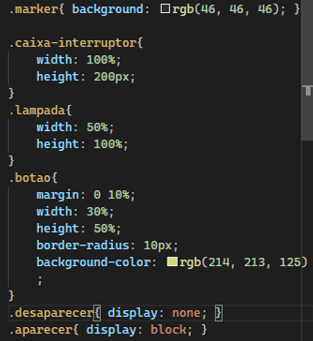 .marker{ background: rgb(46, 46, 46); }
.caixa-interruptor{
    width: 100%;
    height: 200px;
}
.lampada{
    width: 50%;
    height: 100%;
}
.botao{
    margin: 0 10%;
    width: 30%;
    height: 50%;
    border-radius: 10px;
    background-color: rgb(214, 213, 125)
    ;
}
.desaparecer{ display: none; }
.aparecer{ display: block; }